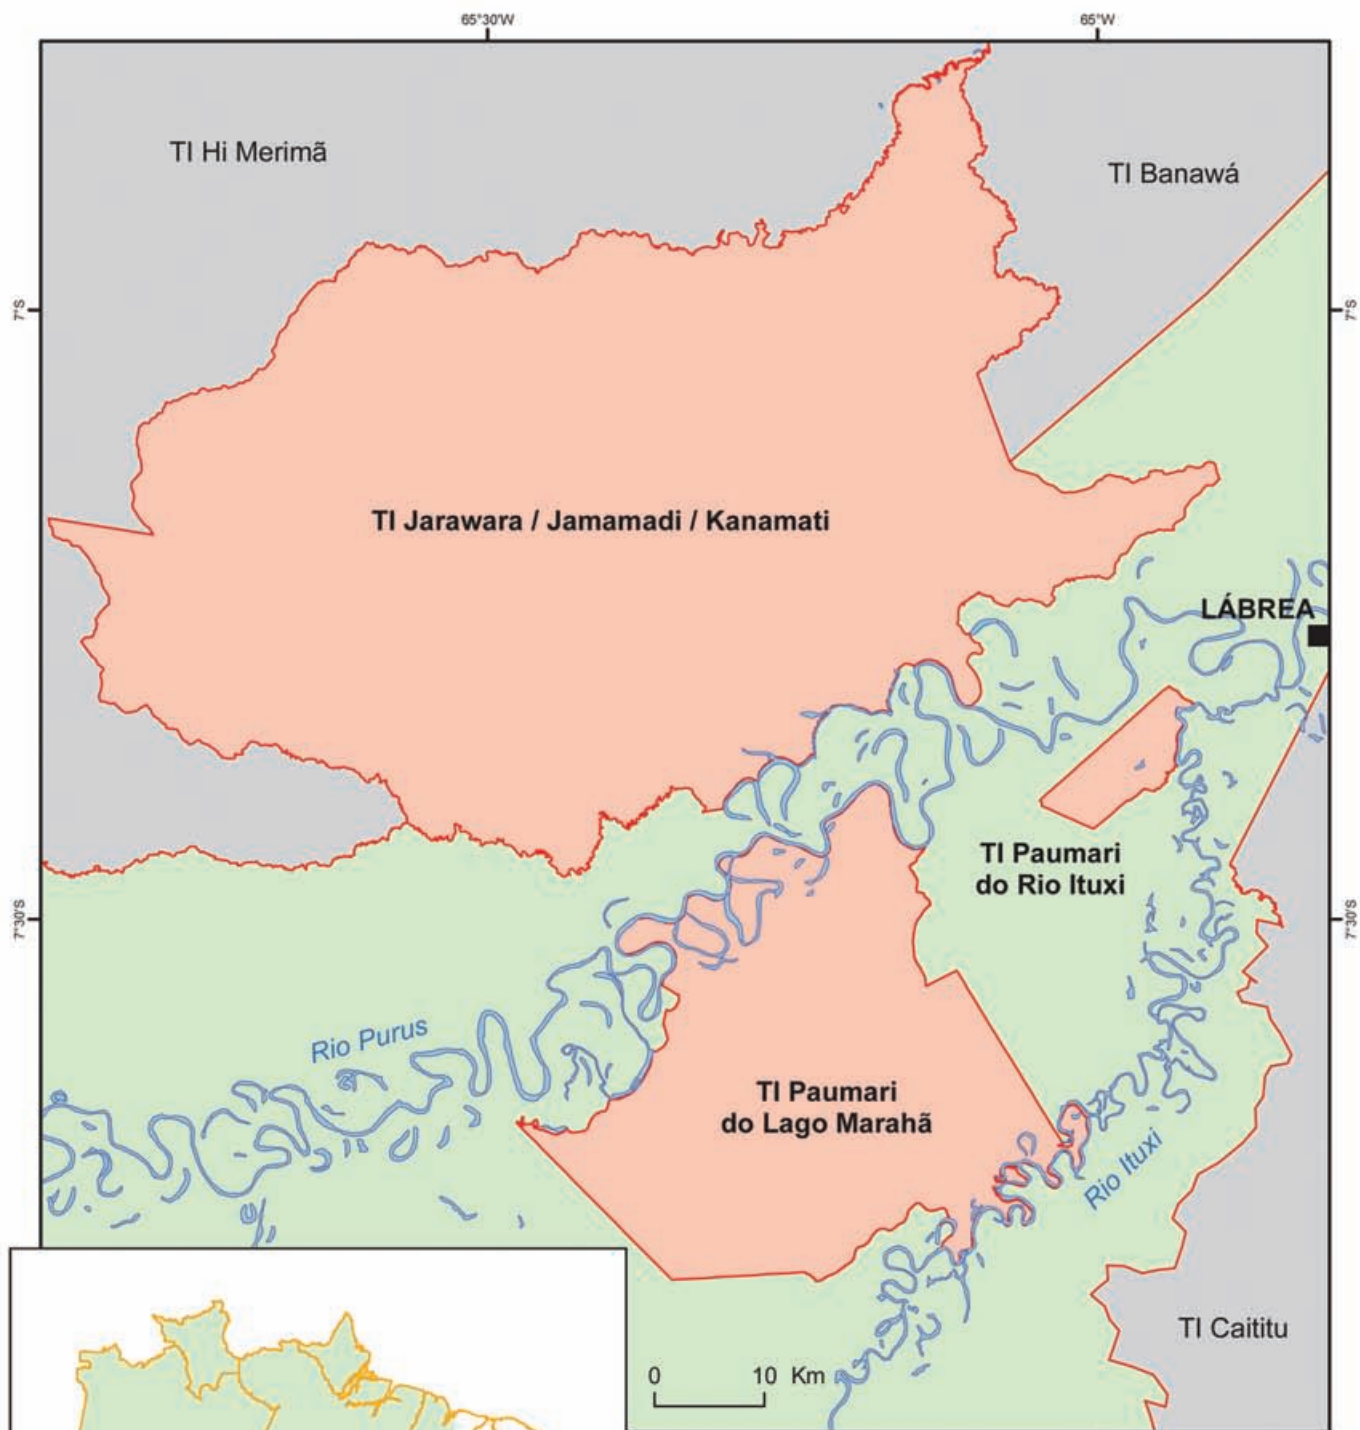 65°30'W
65°W
TI Hi Merimã
TI Banawá
7°S
7°S
TI Jarawara / Jamamadi / Kanamati
LÁBREA
TI Paumari
do Rio Ituxi
7°30'S
7°30'S
Rio Purus
TI Paumari
do Lago Marahã
Rio Ituxi
TI Caititu
0 10 Km